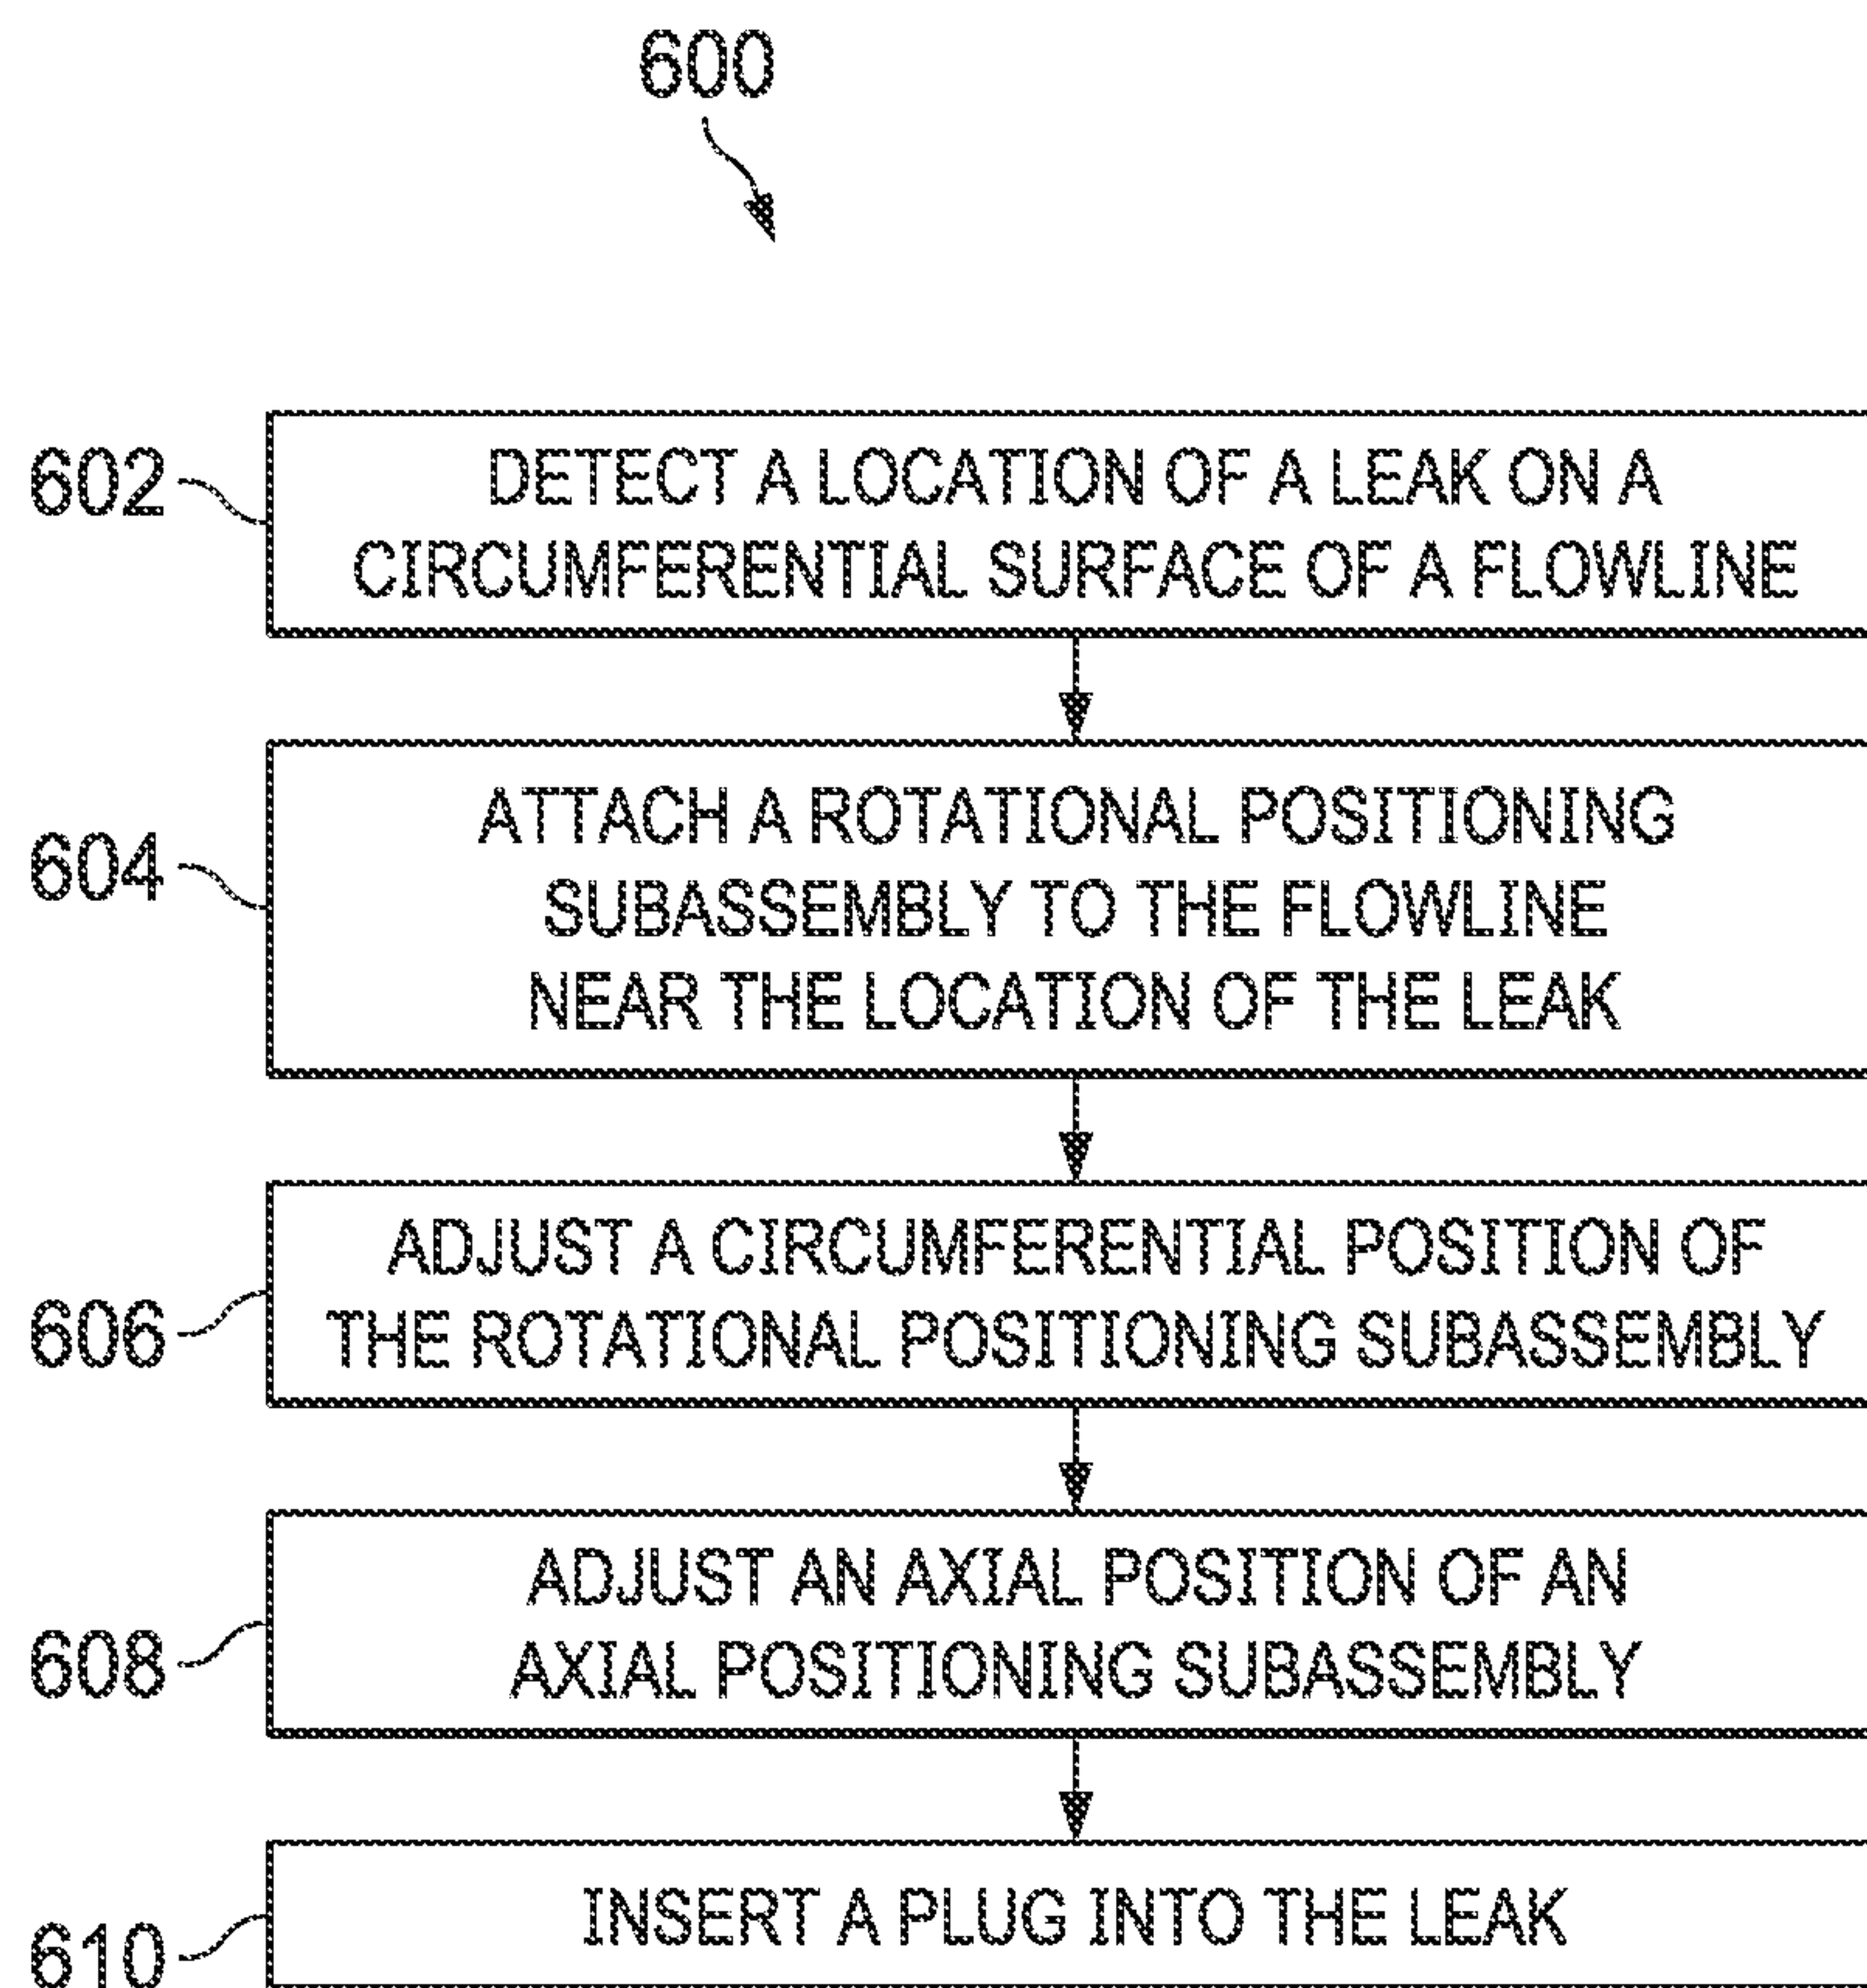 600
602
DETECT A LOCATION OF A LEAK ON A
CIRCUMFERENTIAL SURFACE OF A FLOWLINE
604
ATTACH A ROTATIONAL POSITIONING
SUBASSEMBLY TO THE FLOWLINE
NEAR THE LOCATION OF THE LEAK
606
ADJUST A CIRCUMFERENTIAL POSITION OF
THE ROTATIONAL POSITIONING SUBASSEMBLY
608
ADJUST AN AXIAL POSITION OF AN
AXIAL POSITIONING SUBASSEMBLY
610
INSERT A PLUG INTO THE LEAK